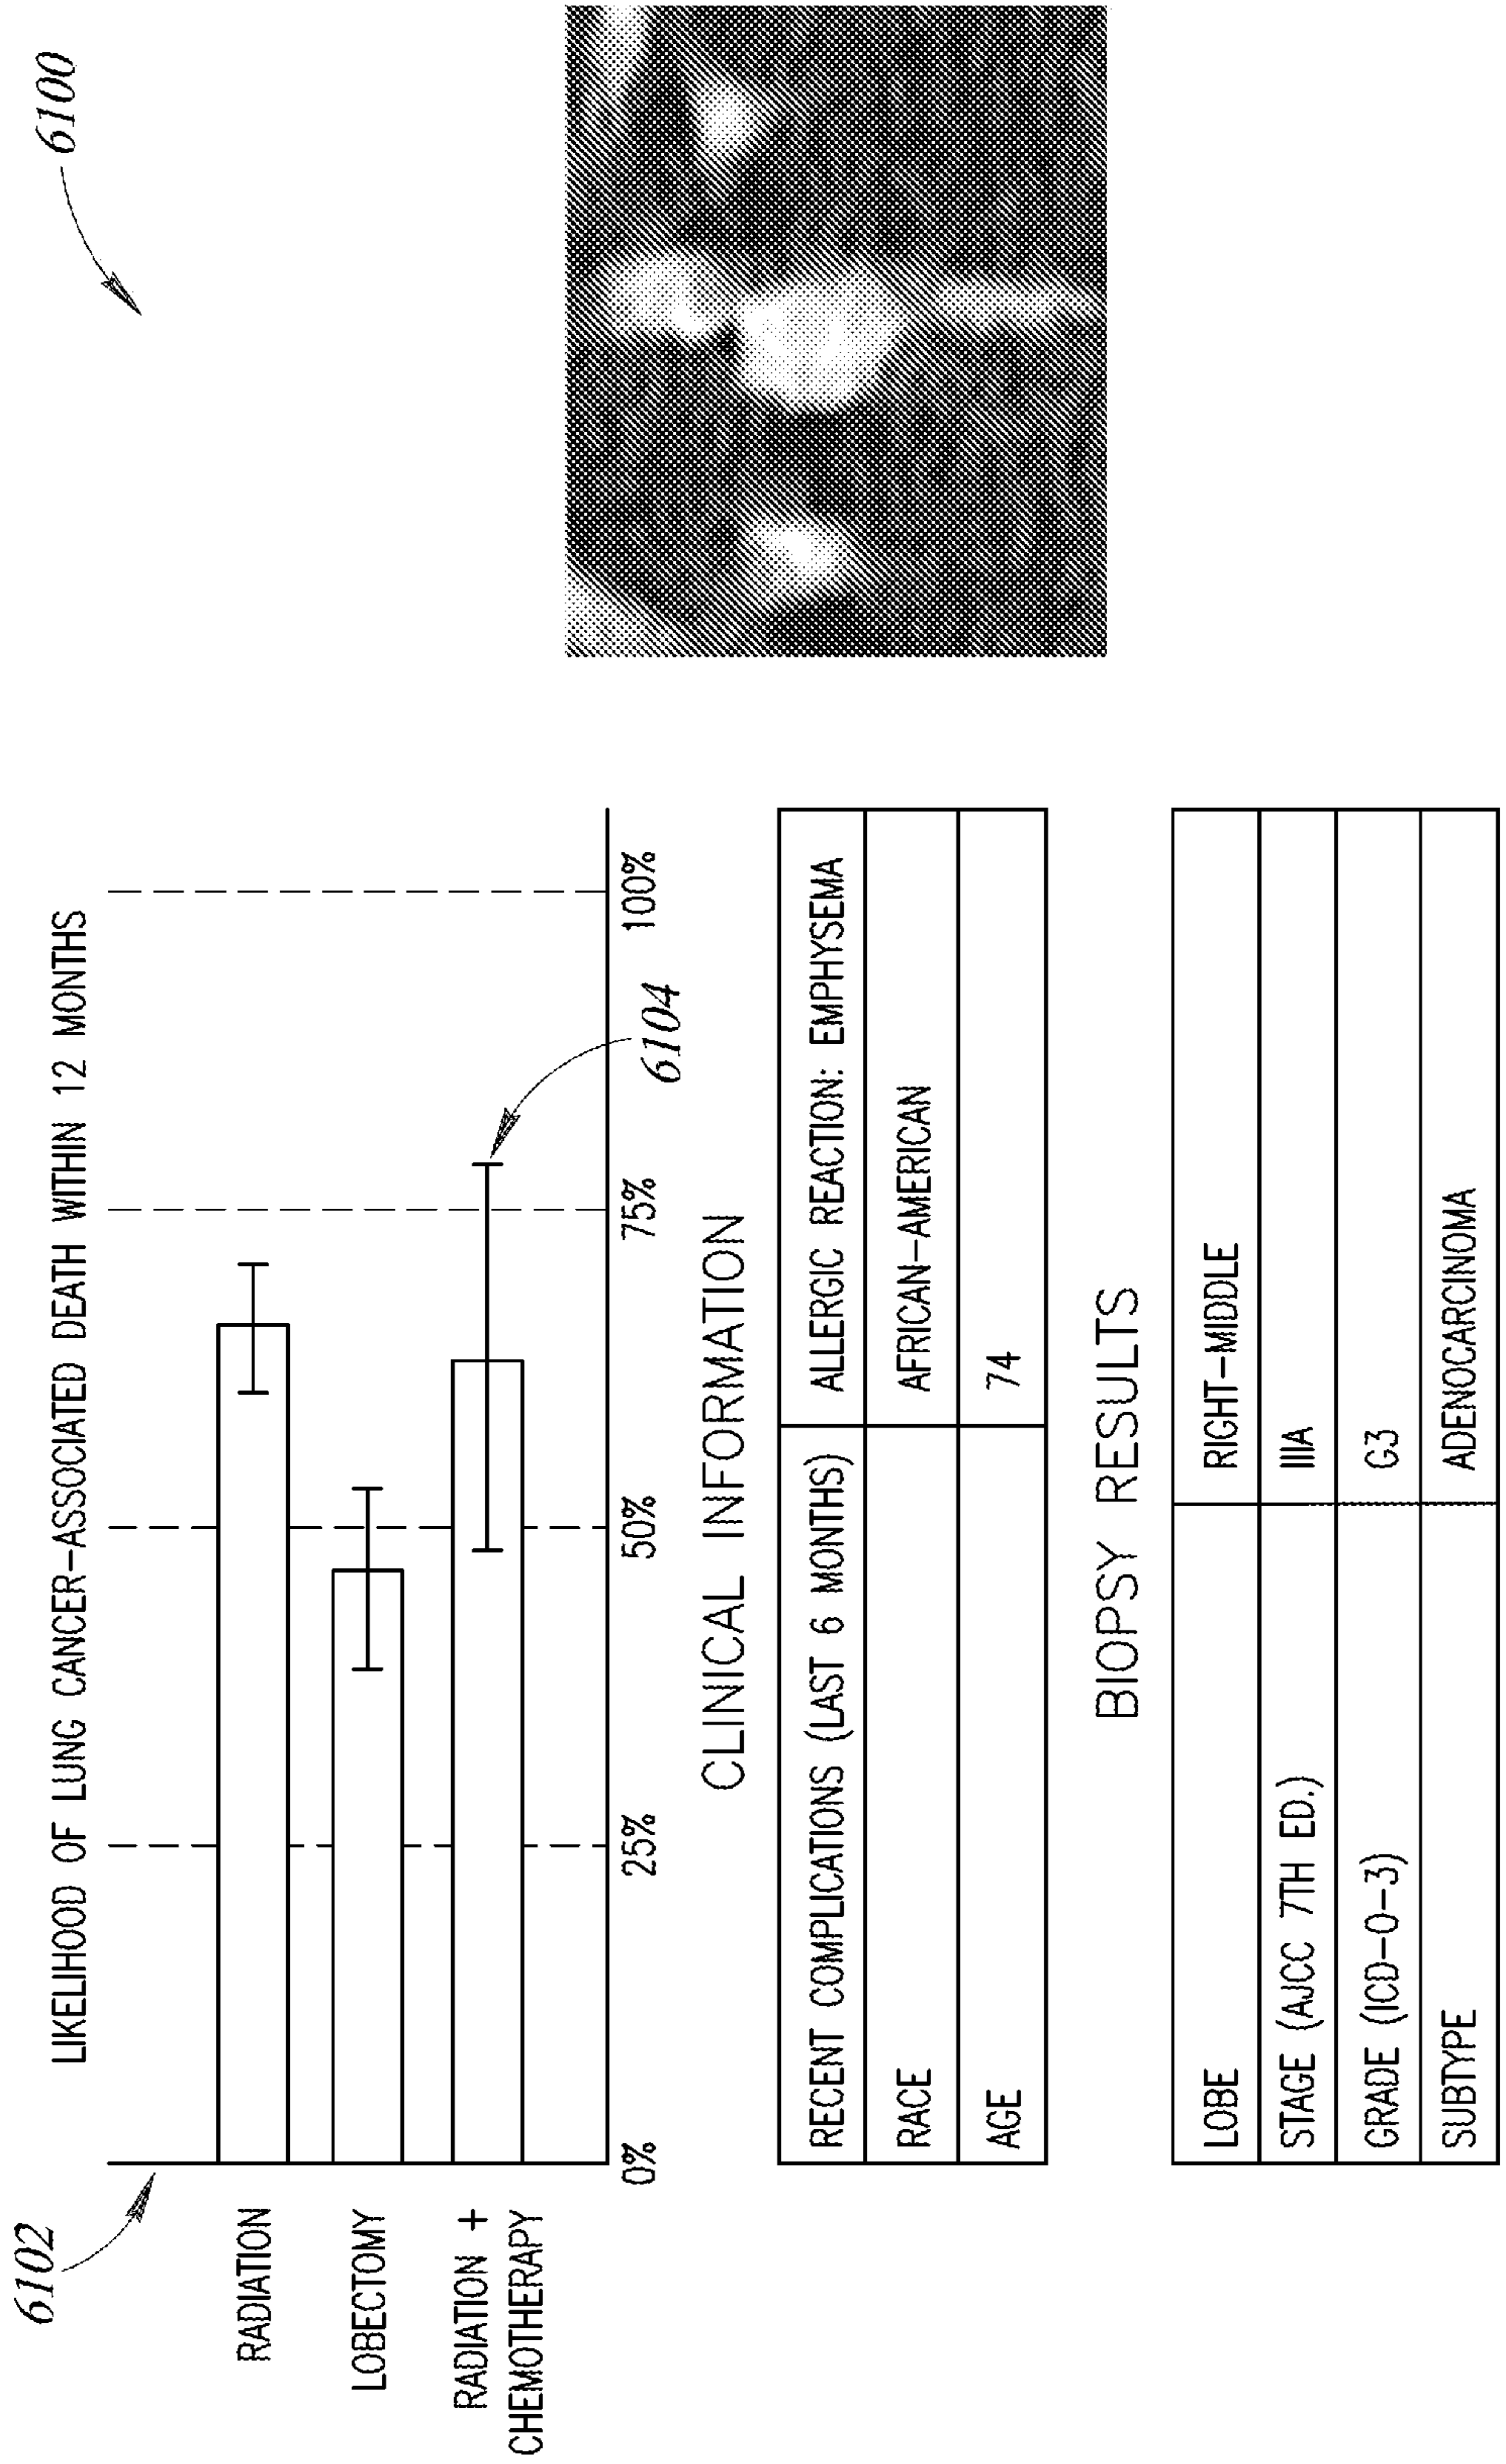 6100
6102
LIKELIHOOD OF LUNG CANCER-ASSOCIATED DEATH WITHIN 12 MONTHS
RADIATION
LOBECTOMY
RADIATION +
CHEMOTHERAPY
0% 25% 50% 75% 100%
6104
CLINICAL INFORMATION
RECENT COMPLICATIONS (LAST 6 MONTHS) ALLERGIC REACTION: EMPHYSEMA
RACE AFRICAN-AMERICAN
AGE 74
BIOPSY RESULTS
LOBE RIGHT-MIDDLE
STAGE (AJCC 7TH ED.) IIIA
GRADE (ICD-O-3) G3
SUBTYPE ADENOCARCINOMA